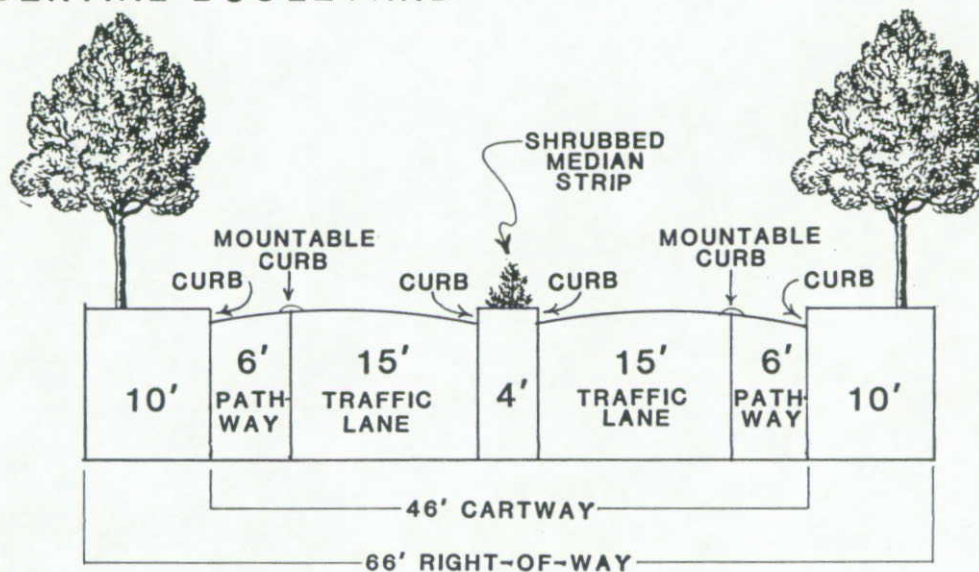 SHRUBBED
MEDIAN
STRIP
MOUNTABLE
CURB
MOUNTABLE
CURB
CURB
CURB
CURB
CURB
6'
15'
15'
6'
10'
PATH-
WAY
TRAFFIC
LANE
4'
TRAFFIC
LANE
PATH-
WAY
10'
46' CARTWAY
66' RIGHT-OF-WAY